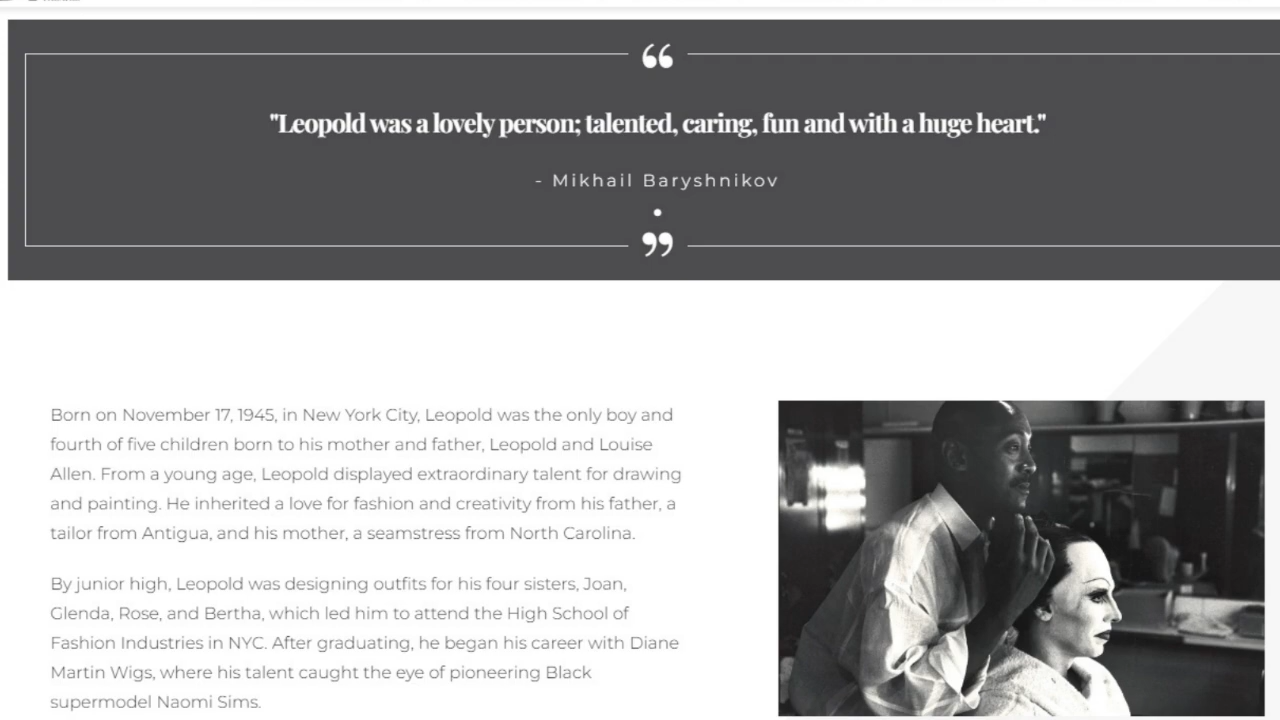 "Leopold was a lovely person; talented, caring, fun and with a huge heart."
- Mikhail Baryshnikov
Born on November 17, 1945, in New York City, Leopold was the only boy and
fourth of five children born to his mother and father, Leopold and Louise
Allen. From a young age, Leopold displayed extraordinary talent for drawing
and painting. He inherited a love for fashion and creativity from his father, a
tailor from Antigua, and his mother, a seamstress from North Carolina.
By junior high, Leopold was designing outfits for his four sisters, Joan,
Glenda, Rose, and Bertha, which led him to attend the High School of
Fashion Industries in NYC. After graduating, he began his career with Diane
Martin Wigs, where his talent caught the eye of pioneering Black
supermodel Naomi Sims.